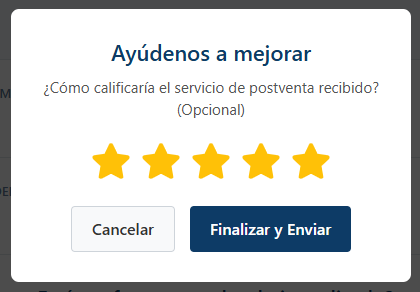 Ayúdenos a mejorar
¿Cómo calificaría el servicio de postventa recibido?
(Opcional)
Cancelar
Finalizar y Enviar